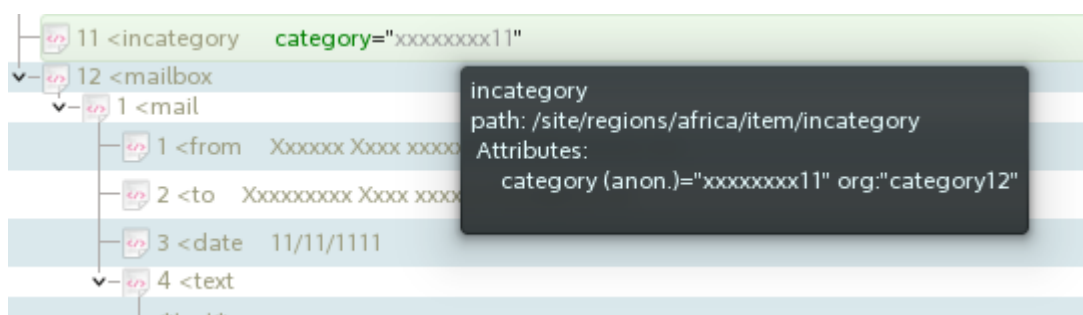 11 <incategory category="xxxxxxxx11"
12 <mailbox
1 <mail
1 <from Xxxxxx Xxxx xxxxx
2 <to Xxxxxxxxx Xxxx xxxx
3 <date 11/11/1111
4 <text
incategory
path: /site/regions/africa/item/incategory
Attributes:
category (anon.)="xxxxxxxx11" org:"category12"